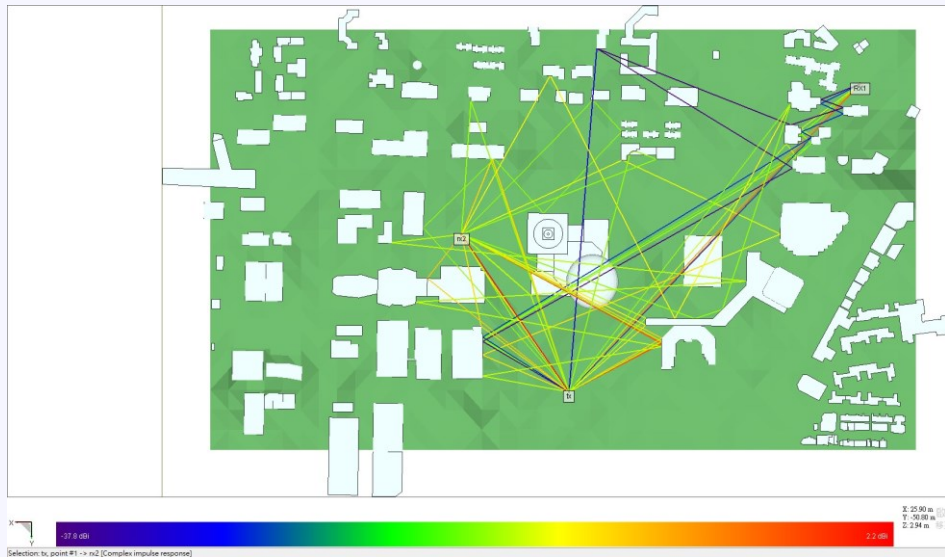 RX1
rx2
tx
X
Y
-37.8 dBi
2.2 dBi
X: 25.90 m
Y: -50.80 m
Z: 2.94 m
Selection: tx, point #1 -> rx2 [Complex impulse response]